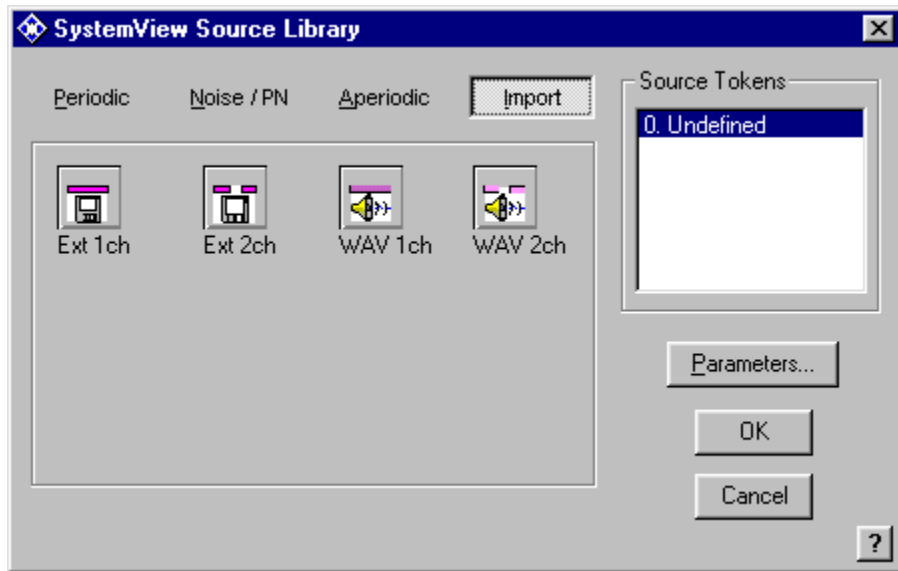 SystemView Source Library
Periodic
Noise / PN
Aperiodic
Import
Source Tokens
0. Undefined
Ext 1ch
Ext 2ch
WAV 1ch
WAV 2ch
Parameters...
OK
Cancel
?